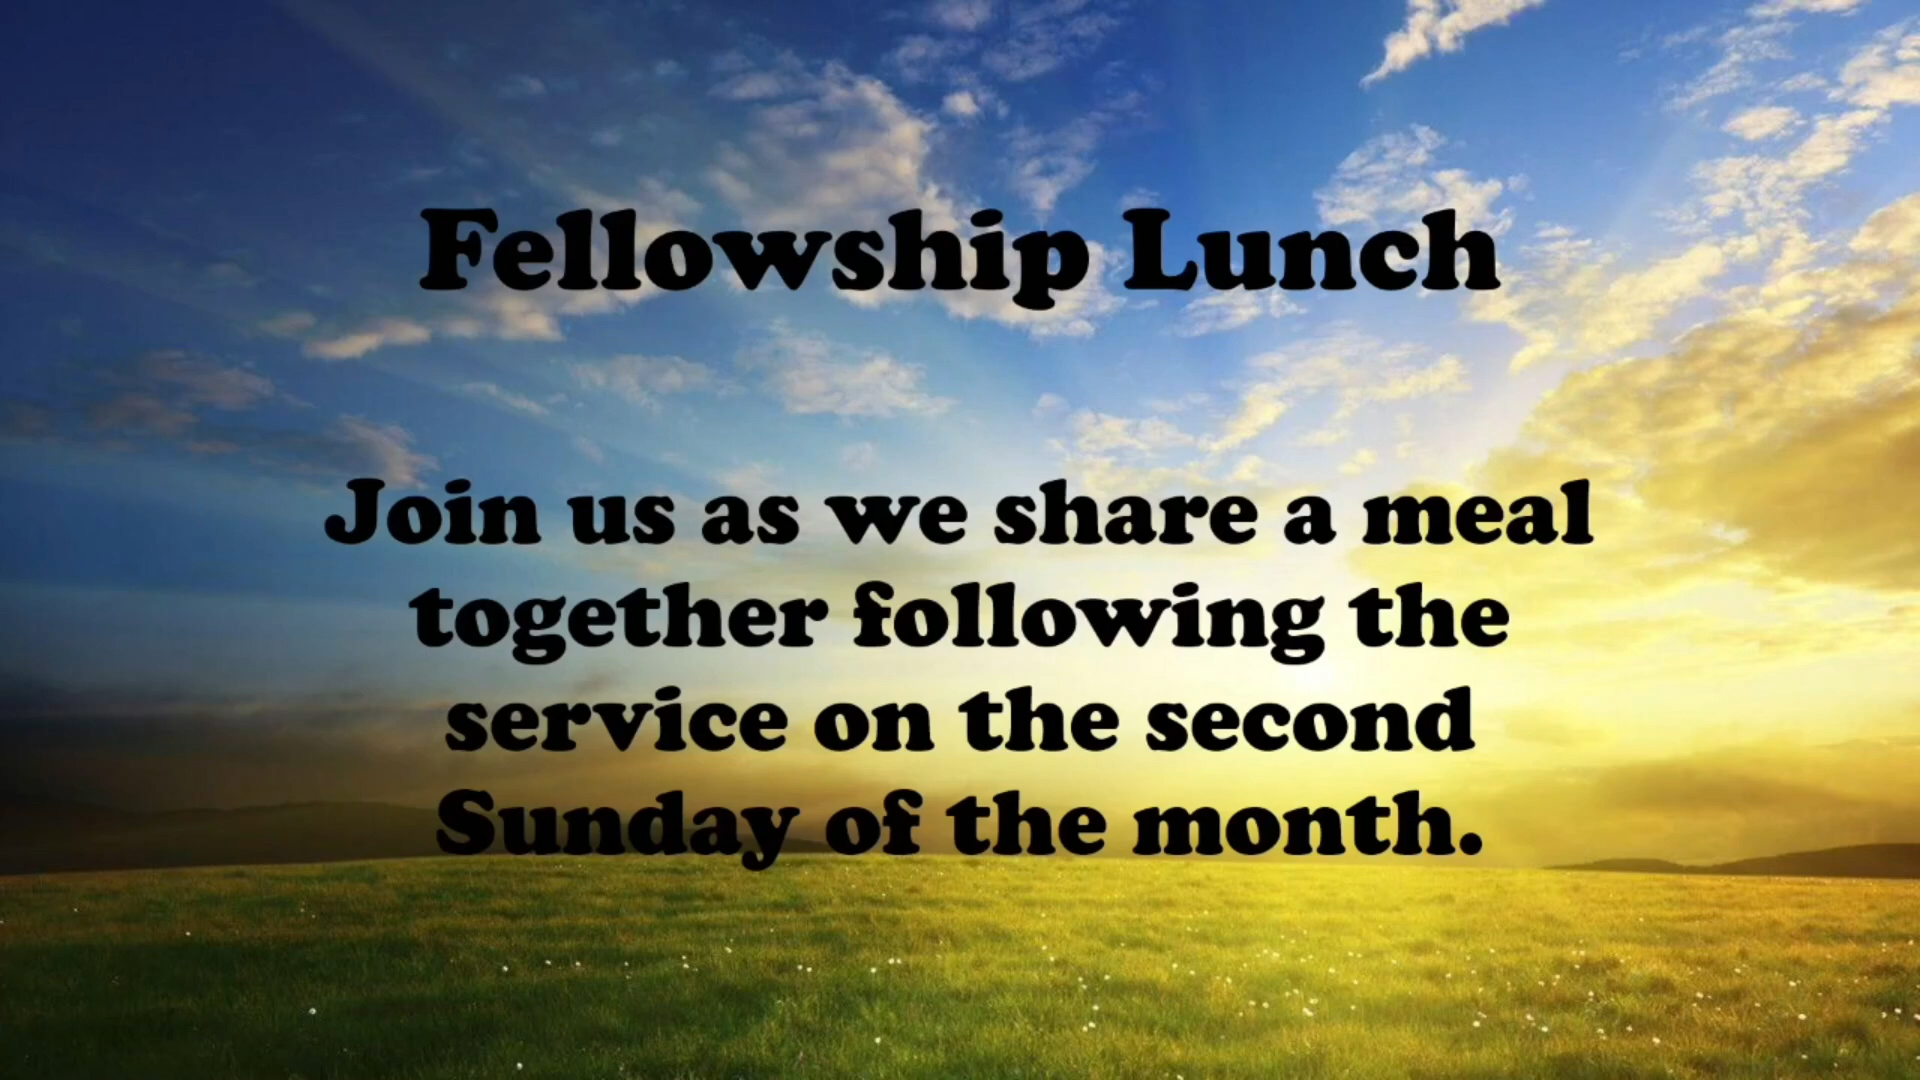 Fellowship Lunch
Join us as we share a meal
together following the
service on the second
Sunday of the month.